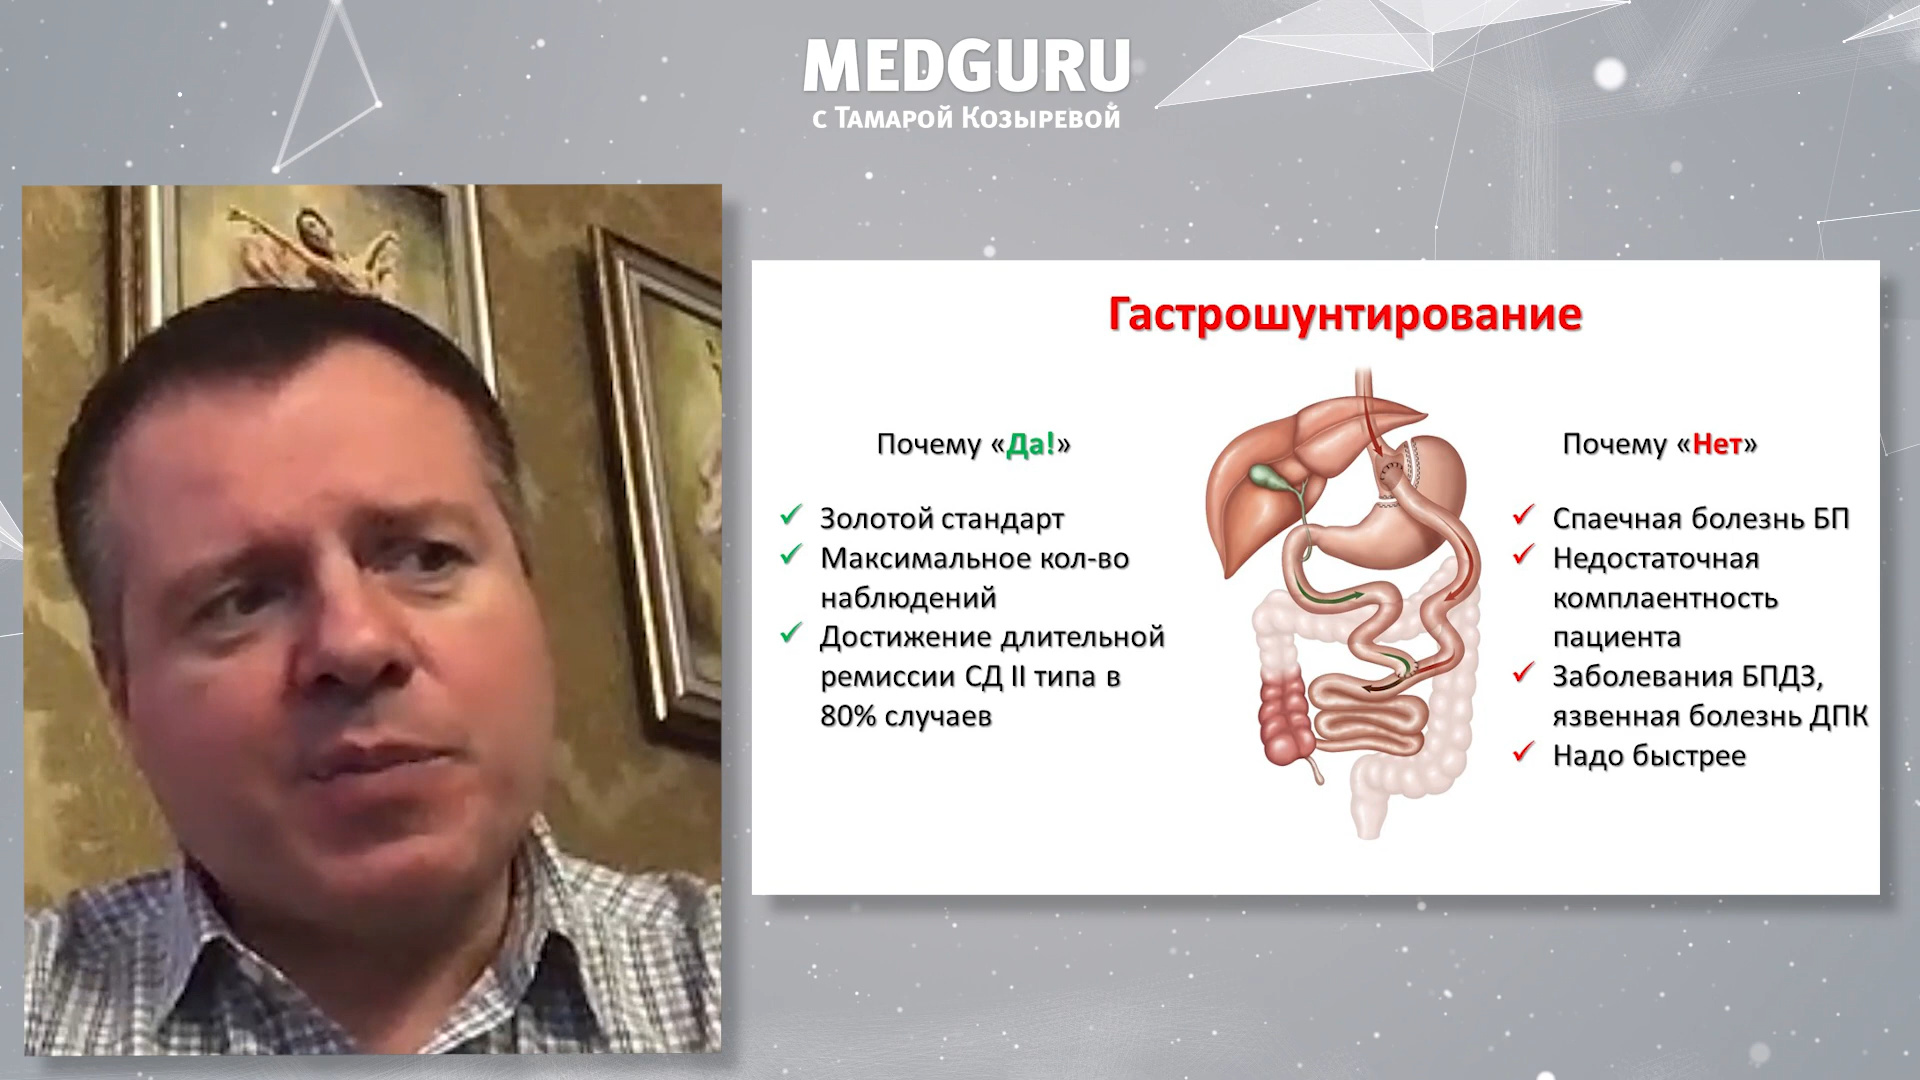 MEDGURU
с Тамарой Козыревой
Гастрошунтирование
Почему «Да!»
Золотой стандарт
Максимальное кол-во
наблюдений
Достижение длительной
ремиссии СД II типа в
80% случаев
Почему «Нет»
Спаечная болезнь БП
Недостаточная
комплаентность
пациента
Заболевания БПДЗ,
язвенная болезнь ДПК
Надо быстрее